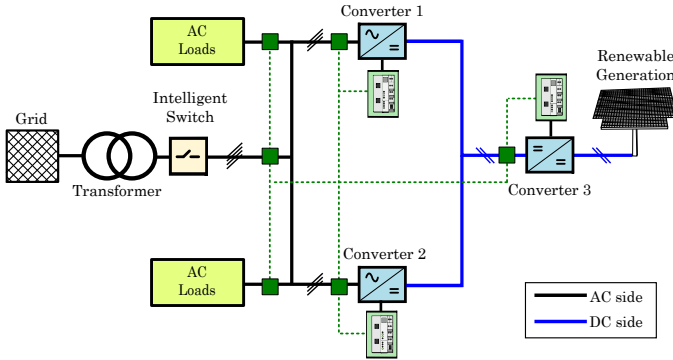 Converter 1
AC
Loads
Renewable
Generation
Intelligent
Switch
Grid
Transformer
Converter 3
Converter 2
AC
Loads
AC side
DC side